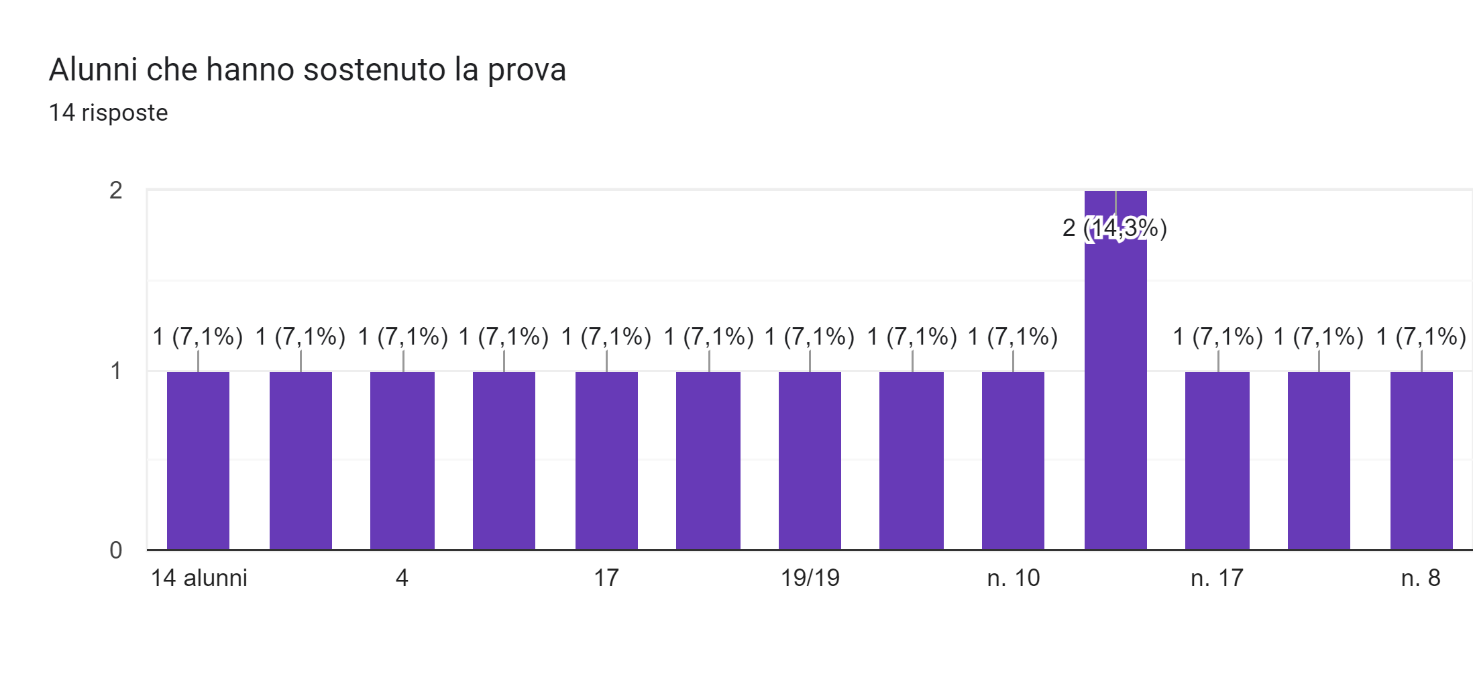 Alunni che hanno sostenuto la prova
14 risposte
2
2 (14,3%)
1 (7,1%) 1 (7,1%) 1 (7,1%) 1 (7,1%) 1 (7,1%) 1 (7,1%) 1 (7,1%) 1 (7,1%) 1 (7,1%) 1 (7,1%) 1 (7,1%) 1 (7,1%)
1
0
14 alunni 4 17 19/19 n. 10 n. 17 n. 8